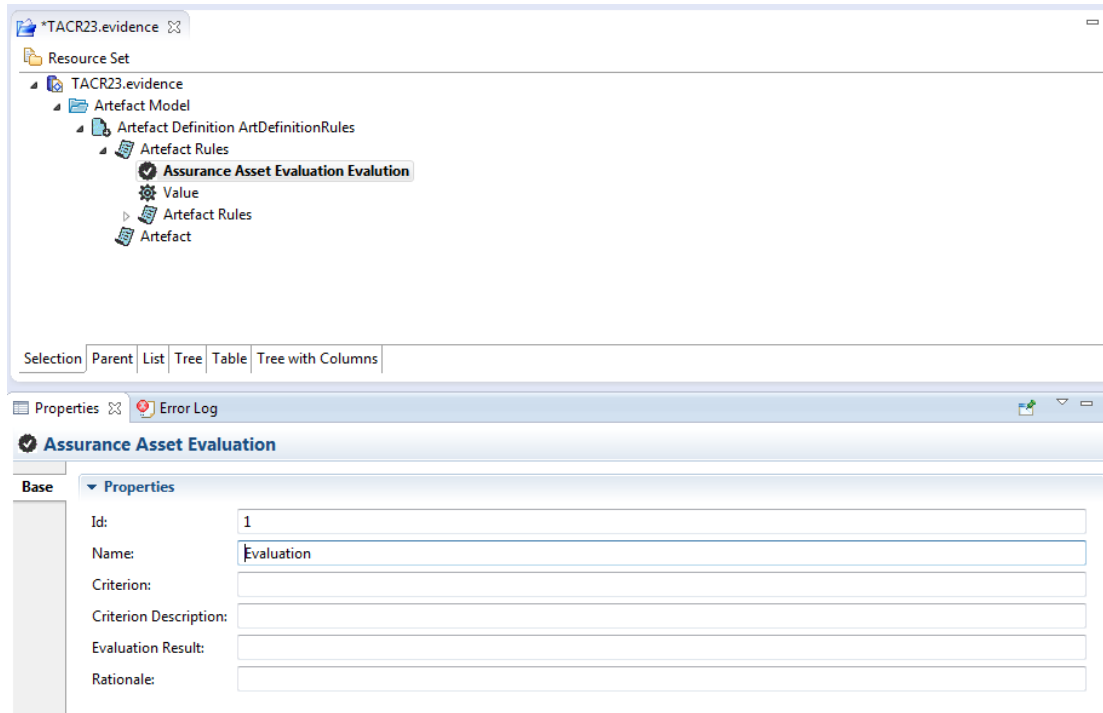 *TACR23.evidence
Resource Set
TACR23.evidence
Artefact Model
Artefact Definition ArtDefinitionRules
Artefact Rules
Assurance Asset Evaluation Evalution
Value
Artefact Rules
Artefact
Selection Parent List Tree Table Tree with Columns
Properties Error Log
Assurance Asset Evaluation
Base Properties
Id: 1
Name: Evaluation
Criterion:
Criterion Description:
Evaluation Result:
Rationale: